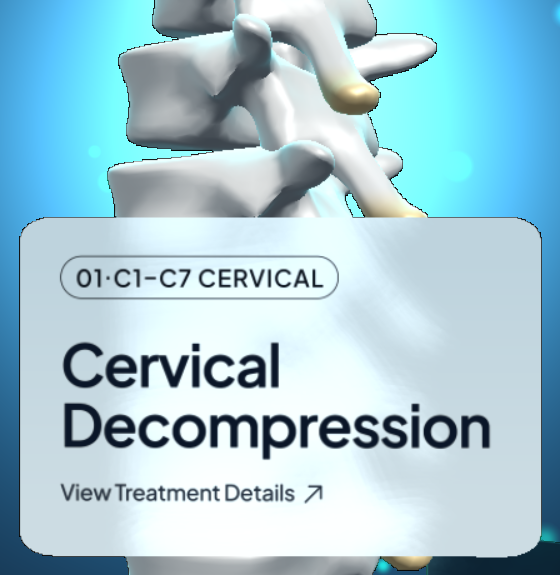 01·C1–C7 CERVICAL
Cervical
Decompression
View Treatment Details ↗